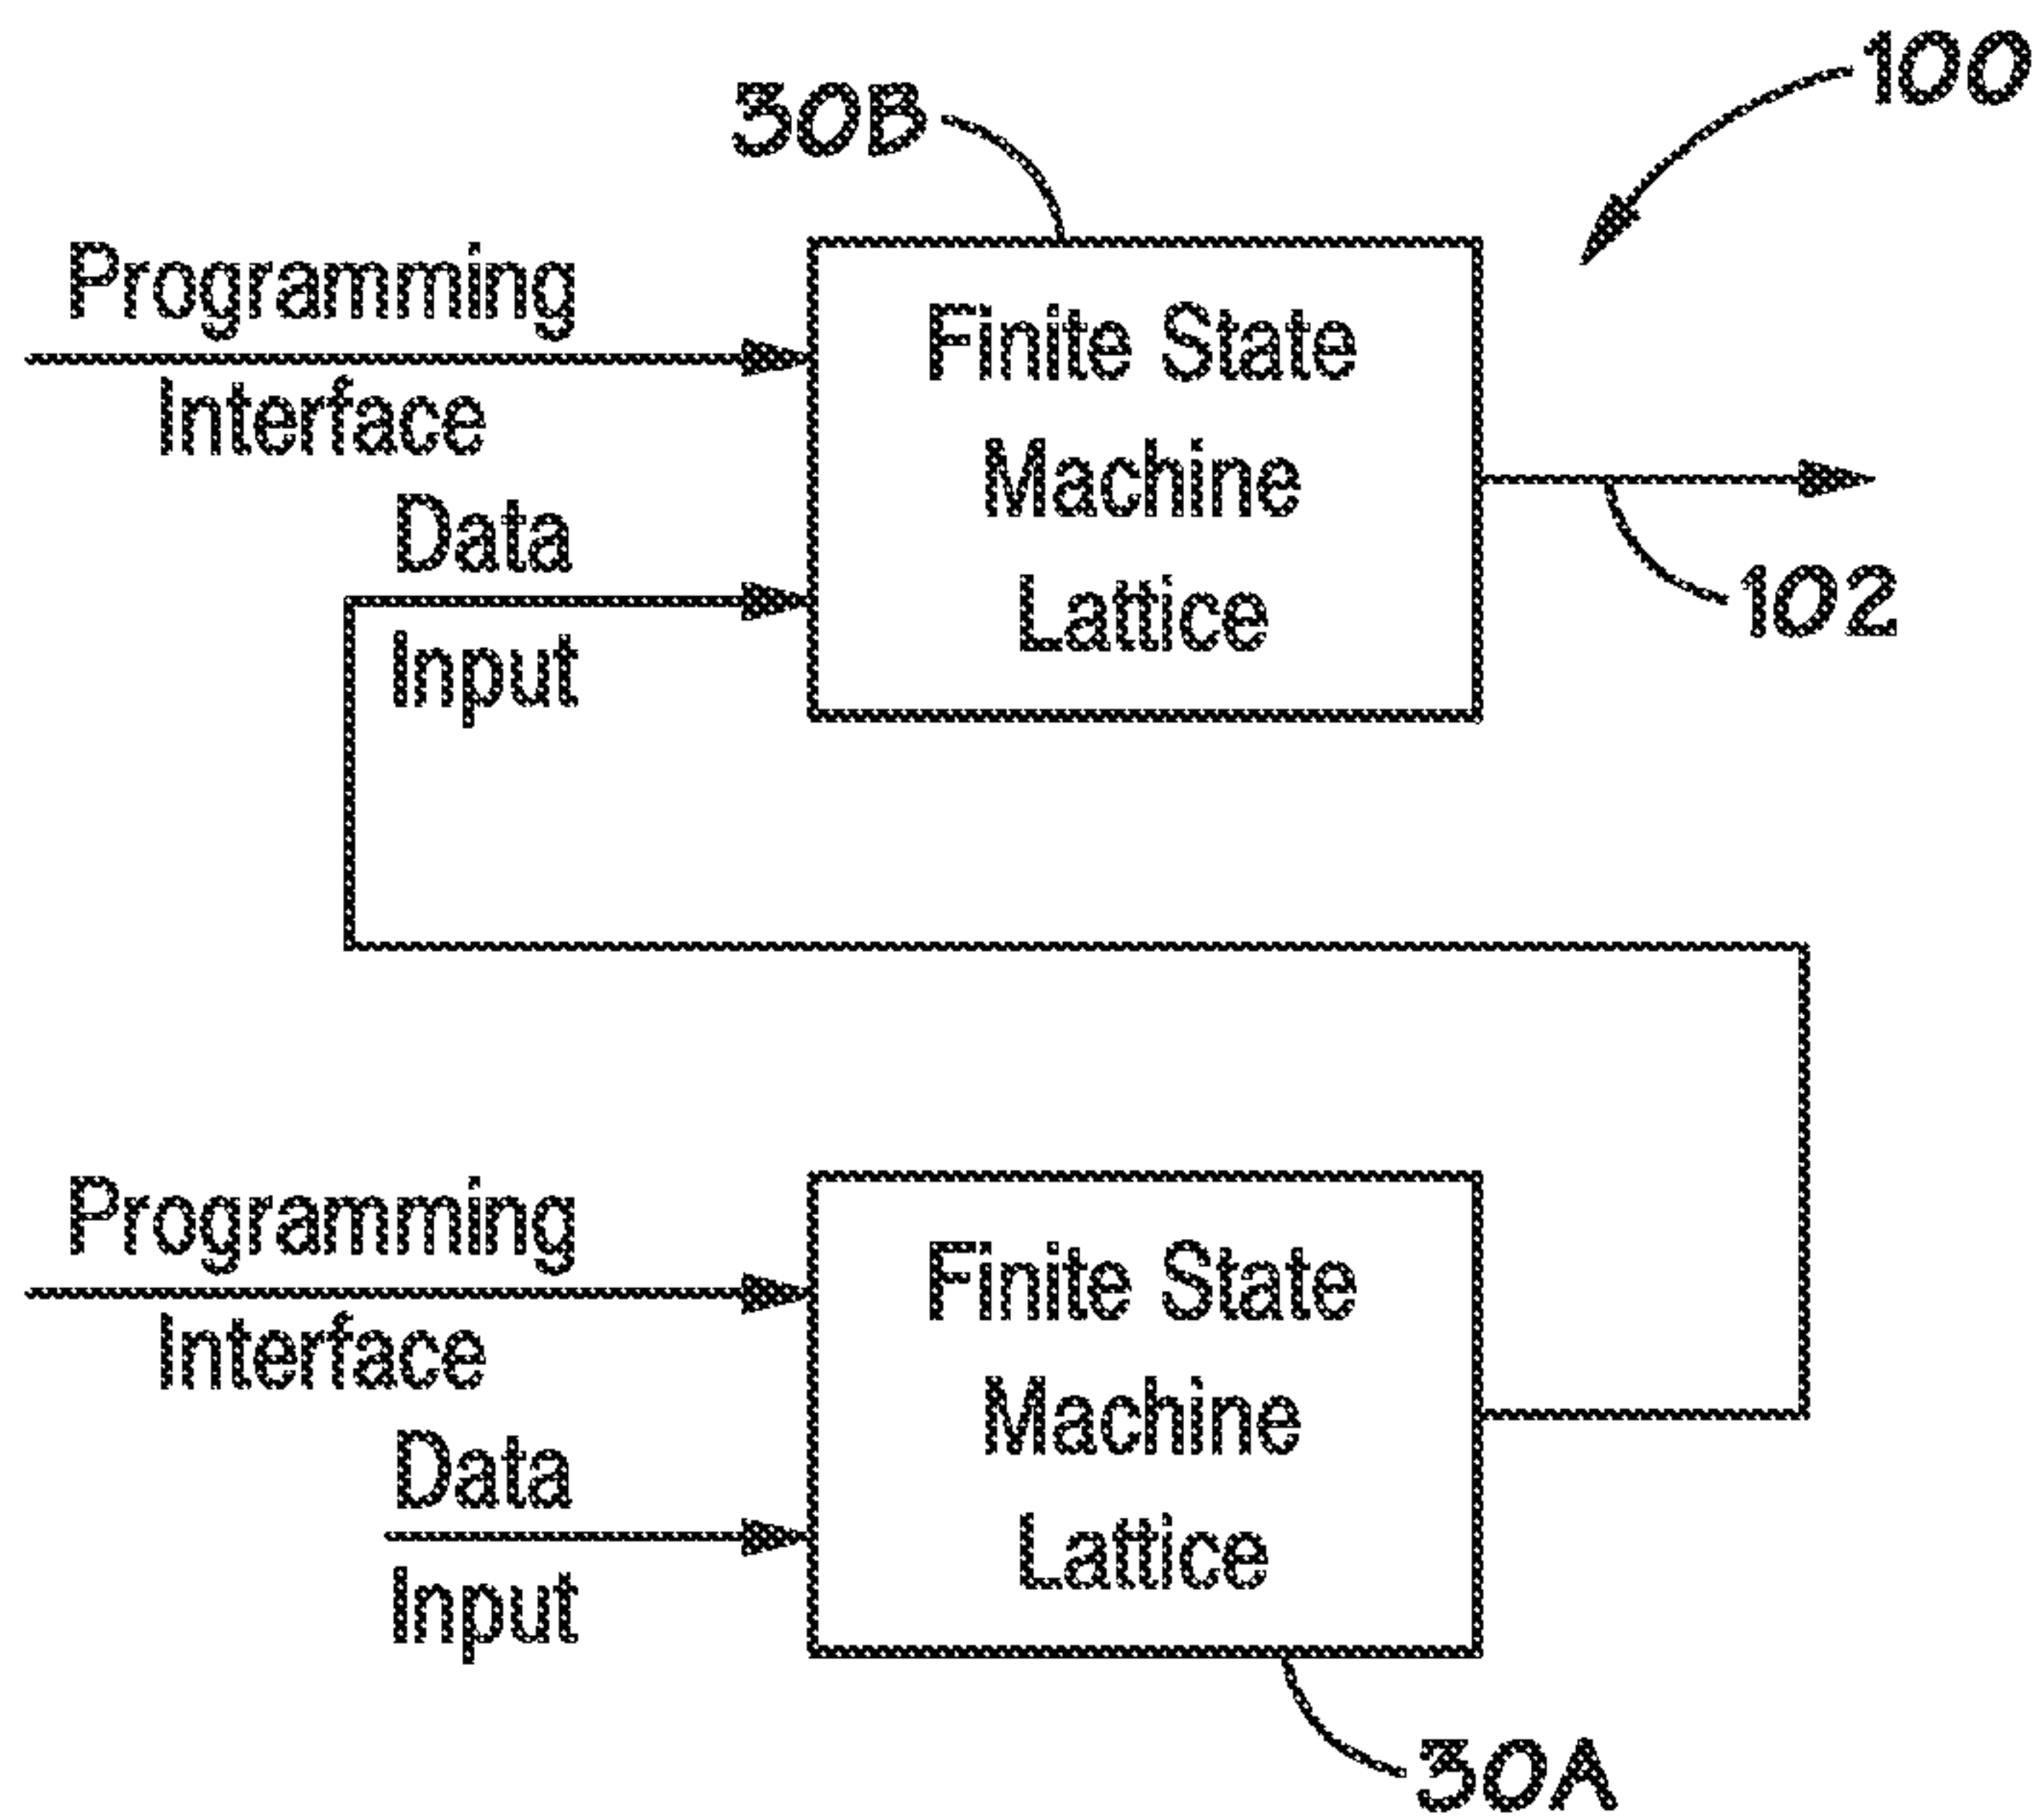 100
30B
Programming
Interface
Data
Input
Finite State
Machine
Lattice
102
Programming
Interface
Data
Input
Finite State
Machine
Lattice
30A